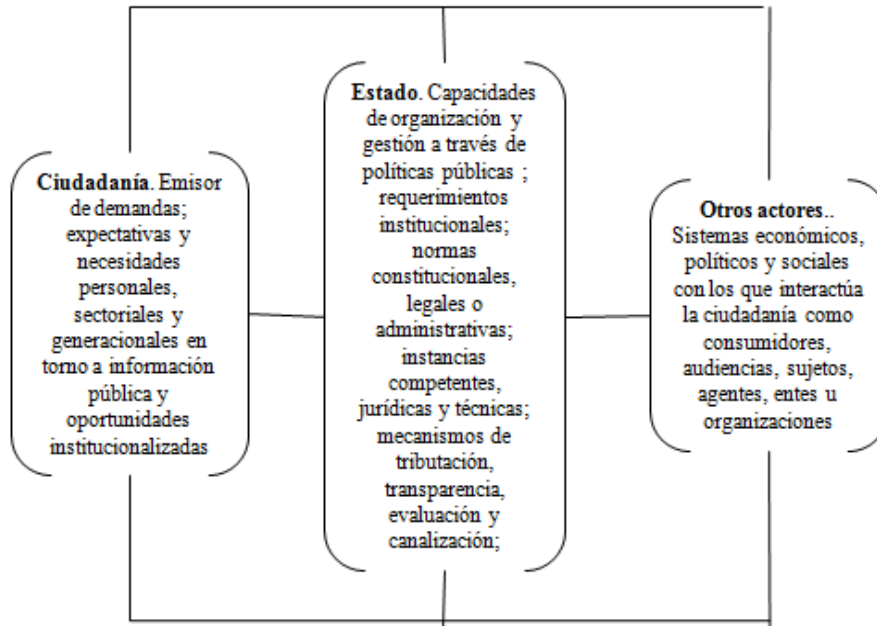 Ciudadanía. Emisor
de demandas;
expectativas y
necesidades
personales,
sectoriales y
generacionales en
torno a información
pública y
oportunidades
institucionalizadas
Estado. Capacidades
de organización y
gestión a través de
políticas públicas ;
requerimientos
institucionales;
normas
constitucionales,
legales o
administrativas;
instancias
competentes,
jurídicas y técnicas;
mecanismos de
tributación,
transparencia,
evaluación y
canalización;
Otros actores..
Sistemas económicos,
políticos y sociales
con los que interactúa
la ciudadanía como
consumidores,
audiencias, sujetos,
agentes, entes u
organizaciones